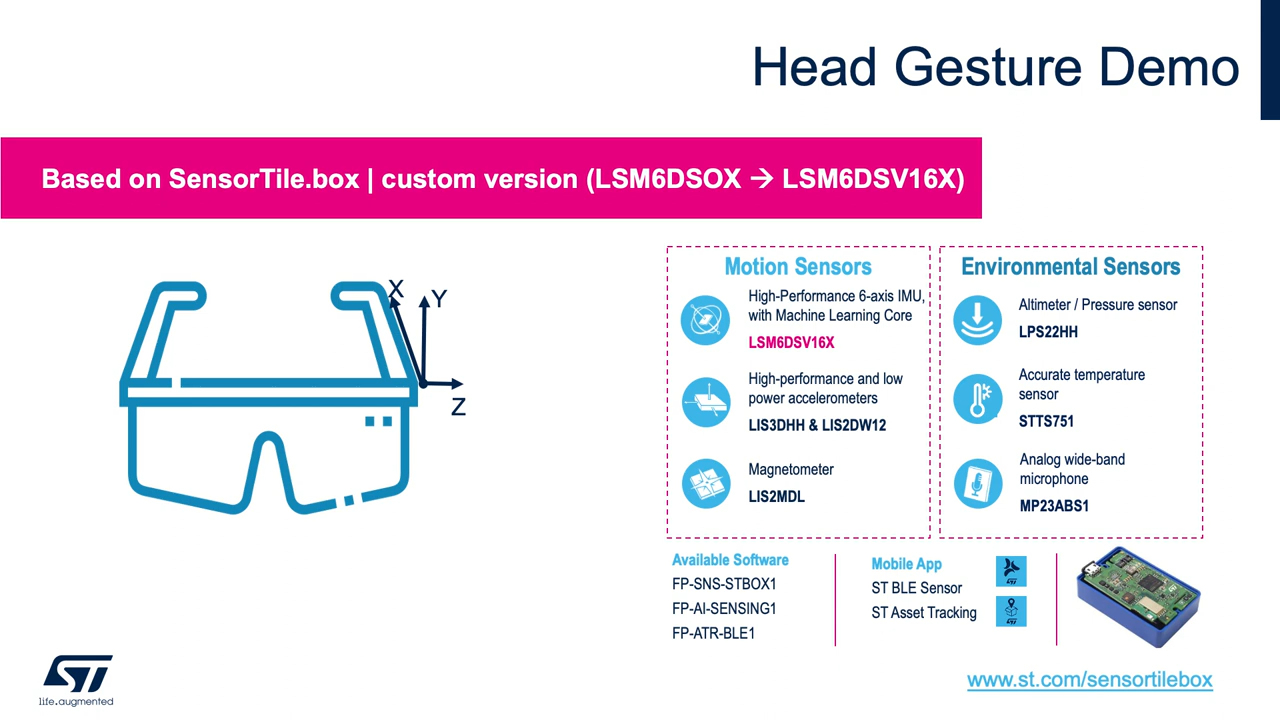 Head Gesture Demo
Based on SensorTile.box | custom version (LSM6DSOX → LSM6DSV16X)
X
Y
Z
Motion Sensors
High-Performance 6-axis IMU,
with Machine Learning Core
LSM6DSV16X
High-performance and low
power accelerometers
LIS3DHH & LIS2DW12
Magnetometer
LIS2MDL
Environmental Sensors
Altimeter / Pressure sensor
LPS22HH
Accurate temperature
sensor
STTS751
Analog wide-band
microphone
MP23ABS1
Available Software
FP-SNS-STBOX1
FP-AI-SENSING1
FP-ATR-BLE1
Mobile App
ST BLE Sensor
ST Asset Tracking
ST
life.augmented
www.st.com/sensortilebox